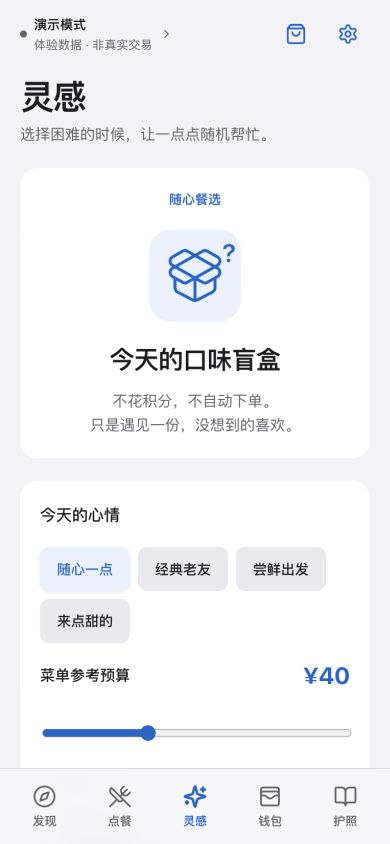 演示模式
体验数据 · 非真实交易
灵感
选择困难的时候，让一点点随机帮忙。
随心餐选
?
今天的口味盲盒
不花积分，不自动下单。
只是遇见一份，没想到的喜欢。
今天的心情
随心一点 经典老友 尝鲜出发
来点甜的
菜单参考预算 ¥40
发现 点餐 灵感 钱包 护照